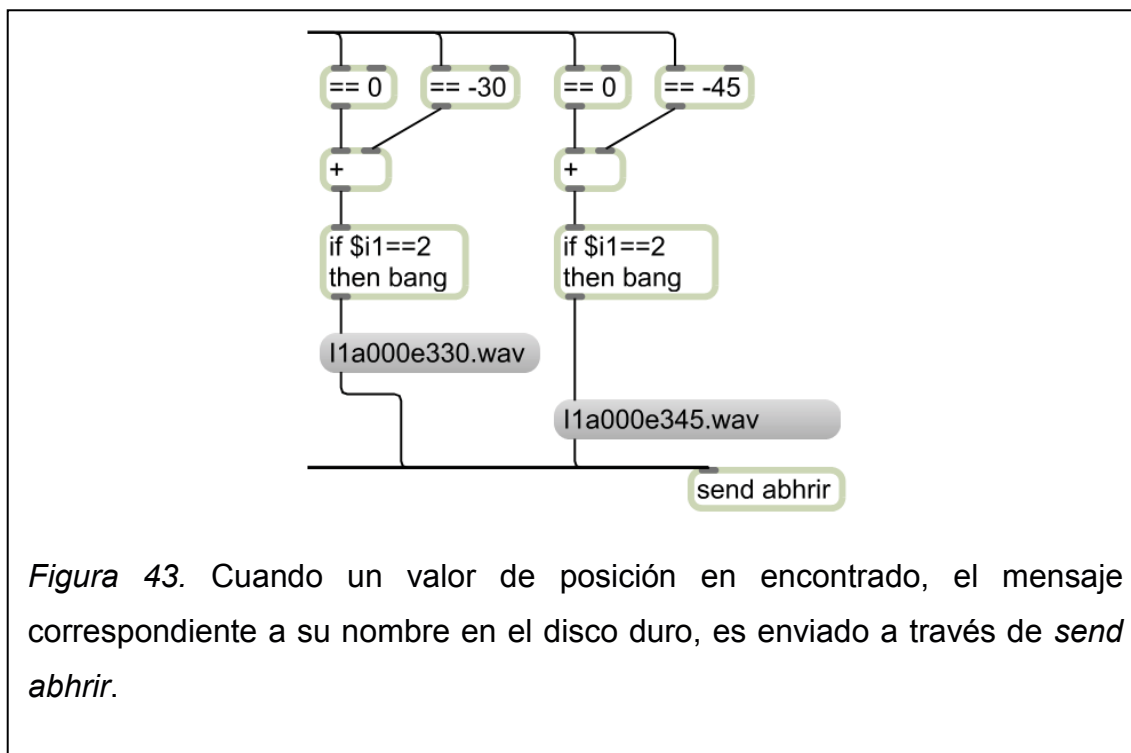 == 0
== -30
== 0
== -45
+
+
if $i1==2
then bang
if $i1==2
then bang
l1a000e330.wav
l1a000e345.wav
send abhrir
Figura 43. Cuando un valor de posición en encontrado, el mensaje
correspondiente a su nombre en el disco duro, es enviado a través de send
abhrir.